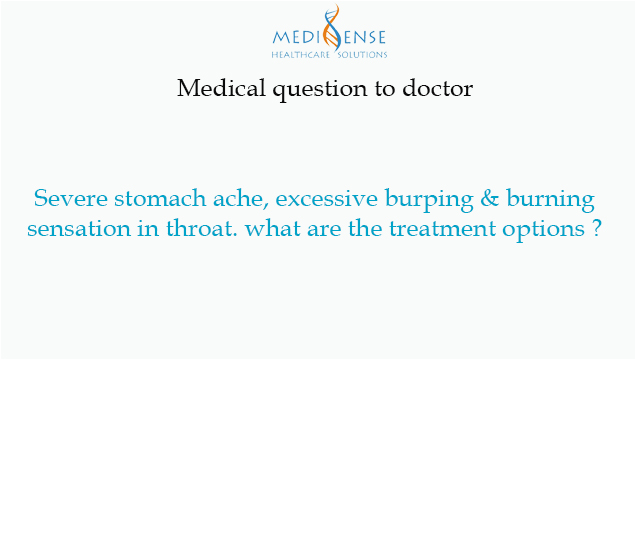 MEDISENSE
HEALTHCARE SOLUTIONS
Medical question to doctor
Severe stomach ache, excessive burping & burning
sensation in throat. what are the treatment options ?